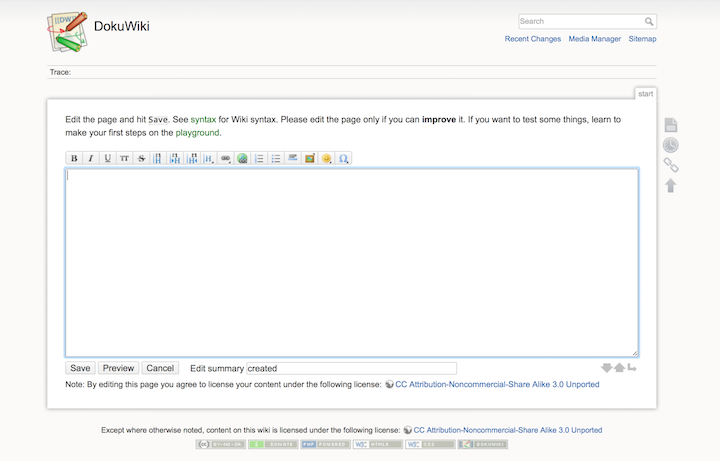 DokuWiki
Search
Recent Changes Media Manager Sitemap
Trace:
start
Edit the page and hit Save. See syntax for Wiki syntax. Please edit the page only if you can improve it. If you want to test some things, learn to
make your first steps on the playground.
B I U TT S
Save Preview Cancel Edit summary created
Note: By editing this page you agree to license your content under the following license: CC Attribution-Noncommercial-Share Alike 3.0 Unported
Except where otherwise noted, content on this wiki is licensed under the following license: CC Attribution-Noncommercial-Share Alike 3.0 Unported
BY-NC-SA DONATE PHP POWERED W3C HTML5 W3C CSS DOKUWIKI